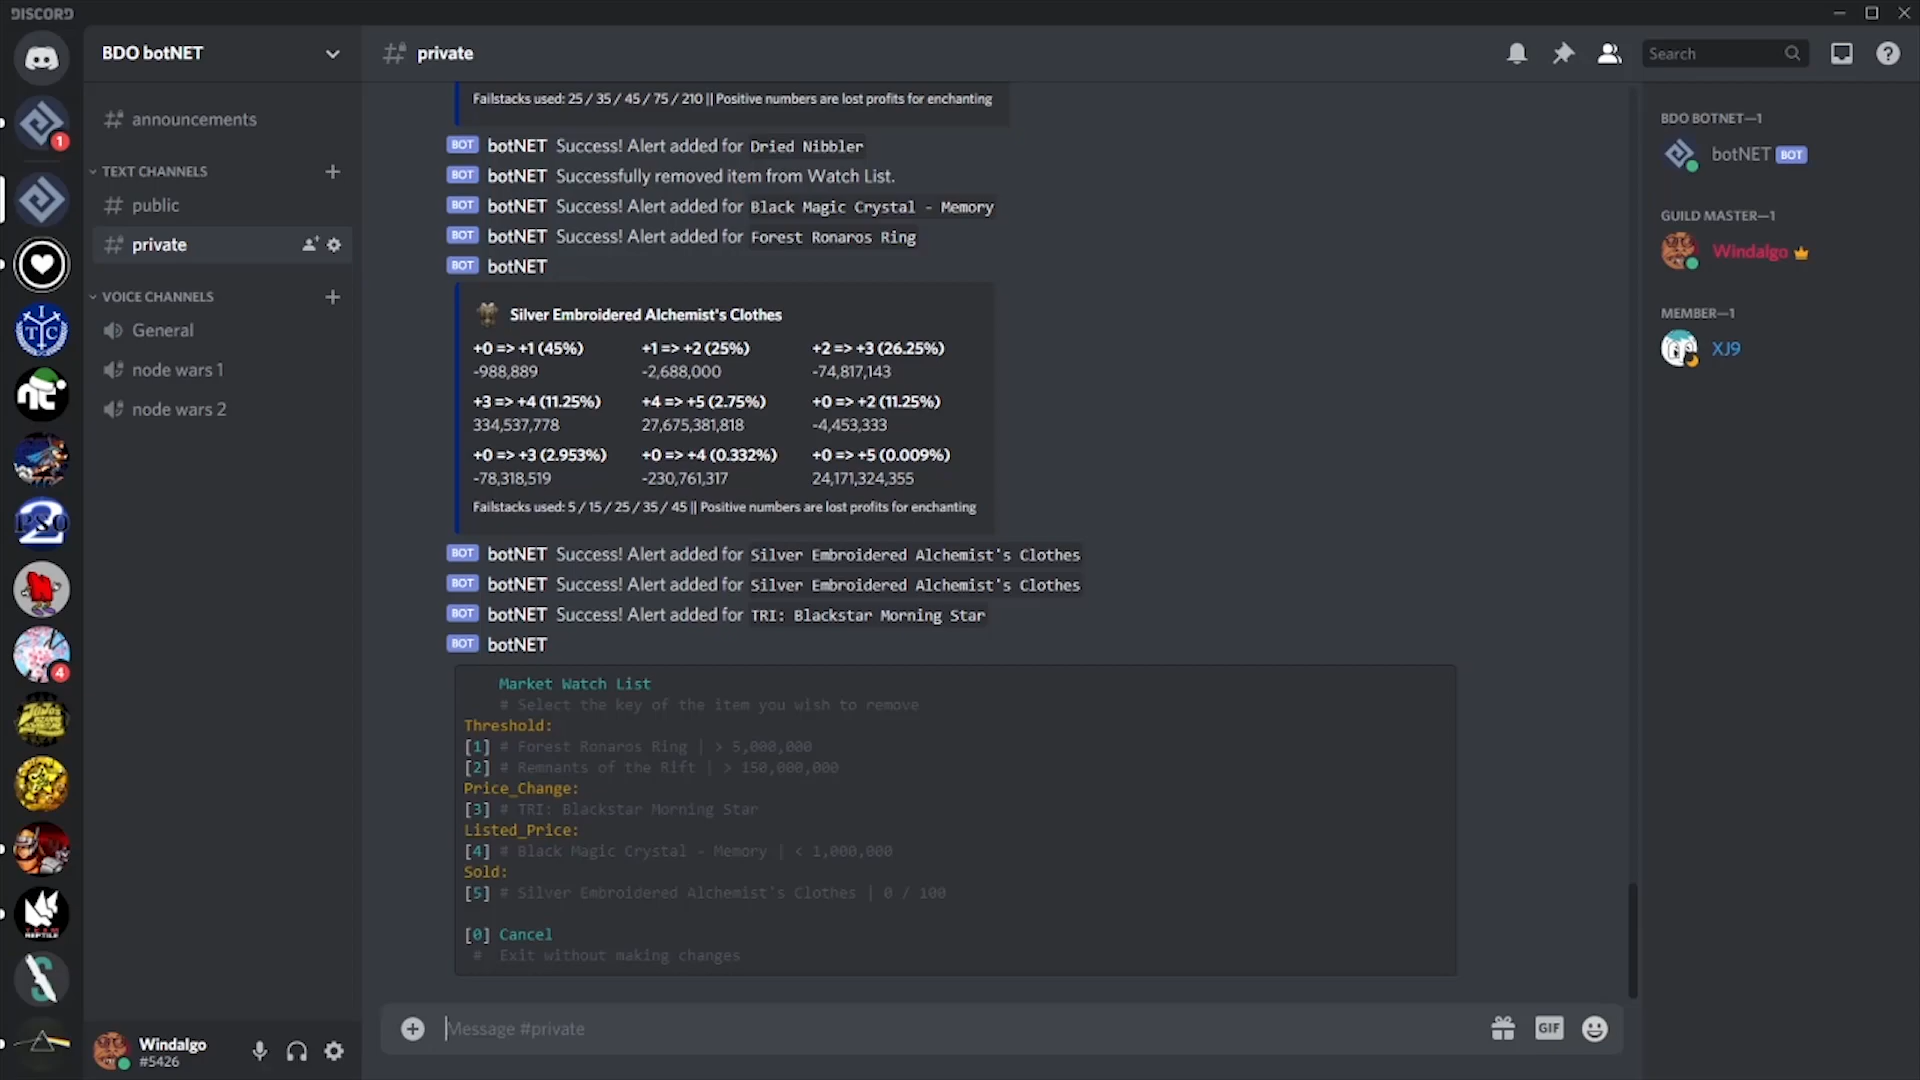 DISCORD
BDO botNET
announcements
TEXT CHANNELS
public
private
VOICE CHANNELS
General
node wars 1
node wars 2
Windalgo
#5426
1
4
private
Search
Failstacks used: 25 / 35 / 45 / 75 / 210 || Positive numbers are lost profits for enchanting
BOT botNET Success! Alert added for Dried Nibbler
BOT botNET Successfully removed item from Watch List.
BOT botNET Success! Alert added for Black Magic Crystal - Memory
BOT botNET Success! Alert added for Forest Ronaros Ring
BOT botNET
Silver Embroidered Alchemist's Clothes
+0 => +1 (45%) +1 => +2 (25%) +2 => +3 (26.25%)
-988,889 -2,688,000 -74,817,143
+3 => +4 (11.25%) +4 => +5 (2.75%) +0 => +2 (11.25%)
334,537,778 27,675,381,818 -4,453,333
+0 => +3 (2.953%) +0 => +4 (0.332%) +0 => +5 (0.009%)
-78,318,519 -230,761,317 24,171,324,355
Failstacks used: 5 / 15 / 25 / 35 / 45 || Positive numbers are lost profits for enchanting
BOT botNET Success! Alert added for Silver Embroidered Alchemist's Clothes
BOT botNET Success! Alert added for Silver Embroidered Alchemist's Clothes
BOT botNET Success! Alert added for TRI: Blackstar Morning Star
BOT botNET
Market Watch List
# Select the key of the item you wish to remove
Threshold:
[1] # Forest Ronaros Ring | > 5,000,000
[2] # Remnants of the Rift | > 150,000,000
Price_Change:
[3] # TRI: Blackstar Morning Star
Listed_Price:
[4] # Black Magic Crystal - Memory | < 1,000,000
Sold:
[5] # Silver Embroidered Alchemist's Clothes | 0 / 100
[0] Cancel
# Exit without making changes
Message #private
GIF
BDO BOTNET—1
botNET BOT
GUILD MASTER—1
Windalgo
MEMBER—1
XJ9